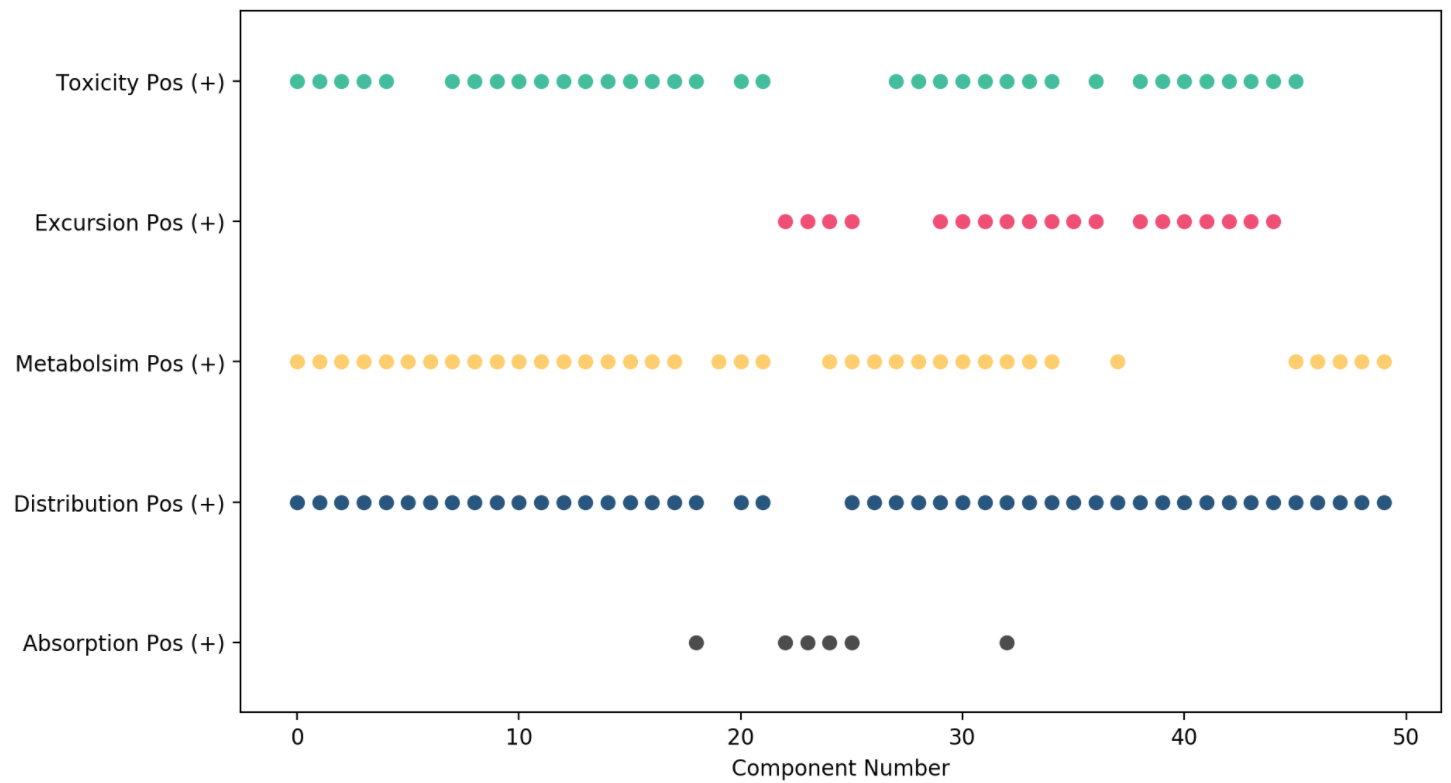 Toxicity Pos (+)
Excursion Pos (+)
Metabolsim Pos (+)
Distribution Pos (+)
Absorption Pos (+)
0 10 20 30 40 50
Component Number